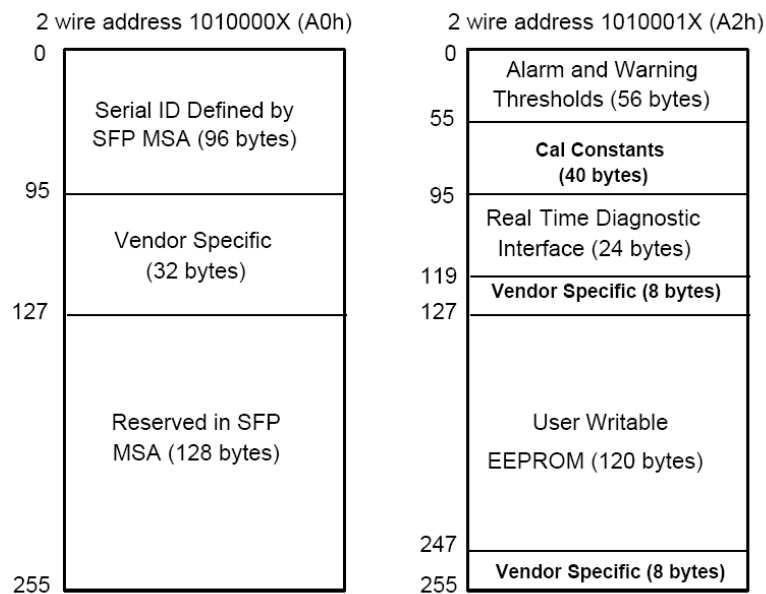 2 wire address 1010000X (A0h)
0
Serial ID Defined by
SFP MSA (96 bytes)
95
Vendor Specific
(32 bytes)
127
Reserved in SFP
MSA (128 bytes)
255
2 wire address 1010001X (A2h)
0
Alarm and Warning
Thresholds (56 bytes)
55
Cal Constants
(40 bytes)
95
Real Time Diagnostic
Interface (24 bytes)
119
Vendor Specific (8 bytes)
127
User Writable
EEPROM (120 bytes)
247
Vendor Specific (8 bytes)
255